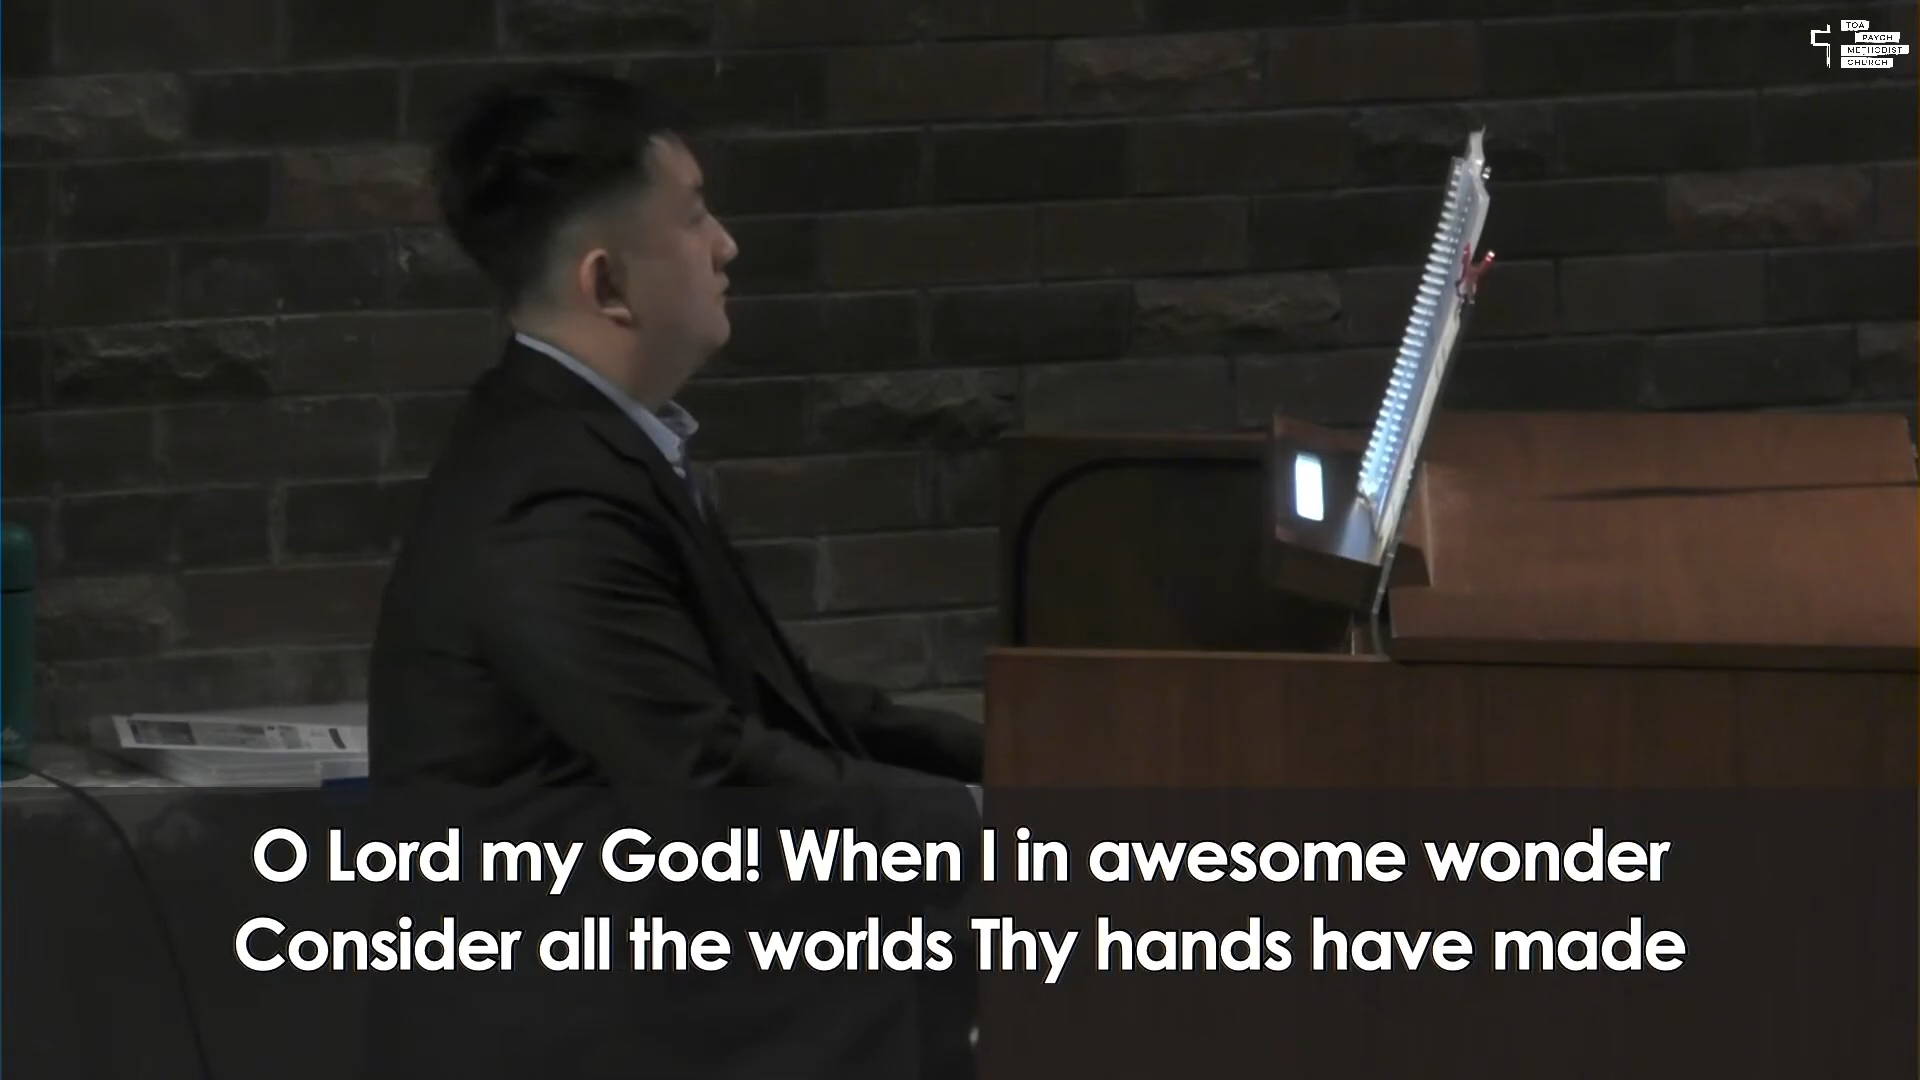 TOA
PAYOH
METHODIST
CHURCH
O Lord my God! When I in awesome wonder
Consider all the worlds Thy hands have made